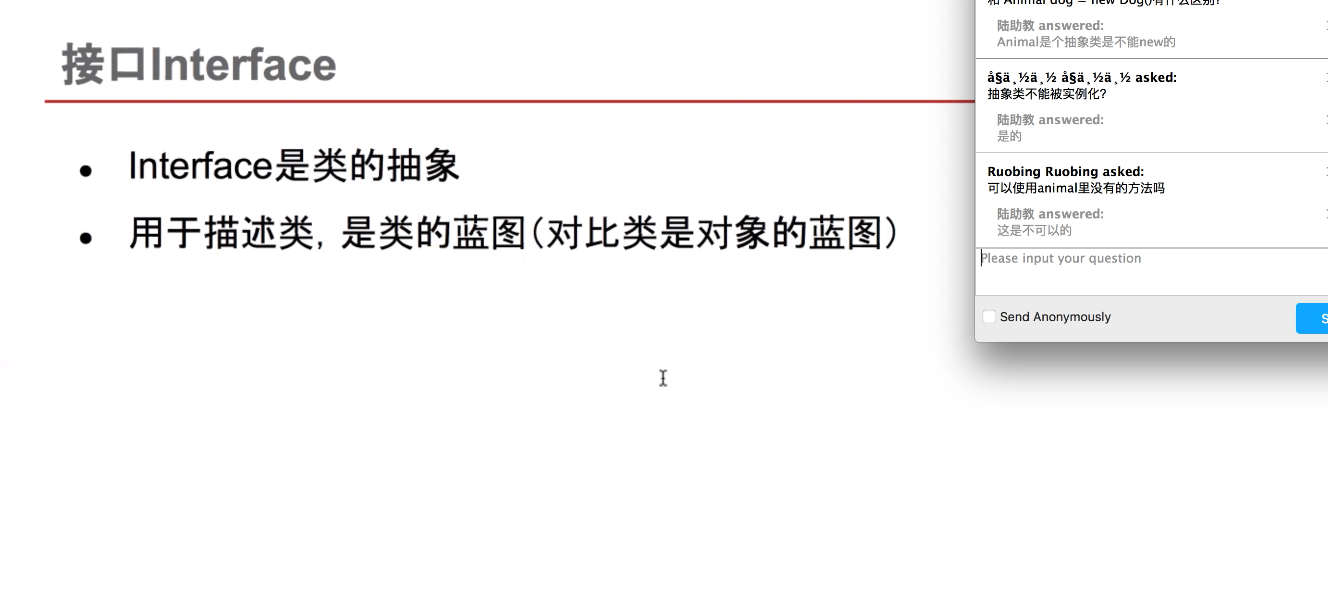 接口Interface
• Interface是类的抽象
• 用于描述类，是类的蓝图（对比类是对象的蓝图）
和 Animal dog = new Dog()有什么区别?
陆助教 answered:
Animal是个抽象类是不能new的
å§ä¸½ä¸½ å§ä¸½ä¸½ asked:
抽象类不能被实例化?
陆助教 answered:
是的
Ruobing Ruobing asked:
可以使用animal里没有的方法吗
陆助教 answered:
这是不可以的
Please input your question
Send Anonymously
S